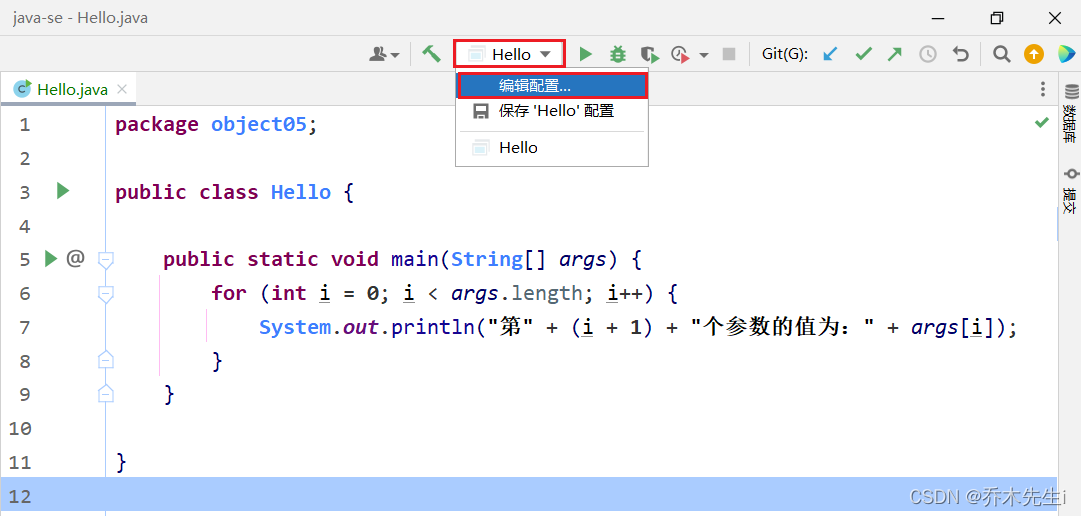 java-se - Hello.java
Hello
Git(G):
Hello.java
编辑配置...
保存 'Hello' 配置
Hello
1 package object05;
2
3 public class Hello {
4
5 @ public static void main(String[] args) {
6 for (int i = 0; i < args.length; i++) {
7 System.out.println("第" + (i + 1) + "个参数的值为：" + args[i]);
8 }
9 }
10
11 }
12
数据库
提交
CSDN @乔木先生i